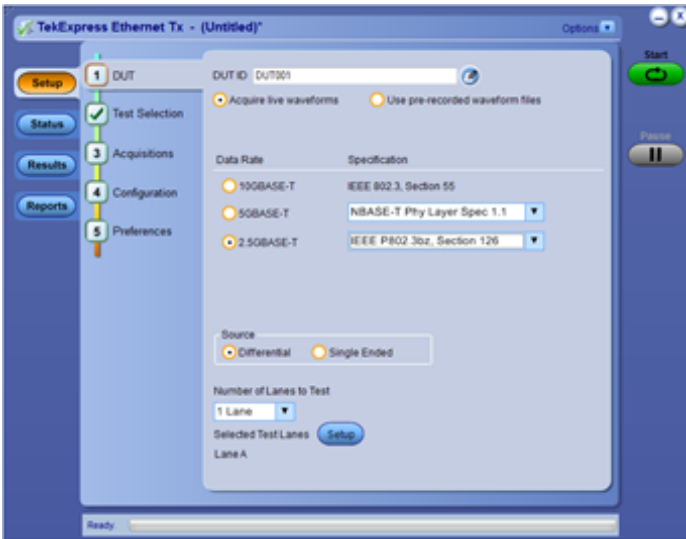 TekExpress Ethernet Tx - (Untitled)*
Options
Start
Pause
Setup
Status
Results
Reports
1 DUT
Test Selection
3 Acquisitions
4 Configuration
5 Preferences
DUT ID DUT001
Acquire live waveforms
Use pre-recorded waveform files
Data Rate Specification
10GBASE-T IEEE 802.3, Section 55
5GBASE-T NBASE-T Phy Layer Spec 1.1
2.5GBASE-T IEEE P802.3bz, Section 126
Source
Differential Single Ended
Number of Lanes to Test
1 Lane
Selected Test Lanes Setup
Lane A
Ready.